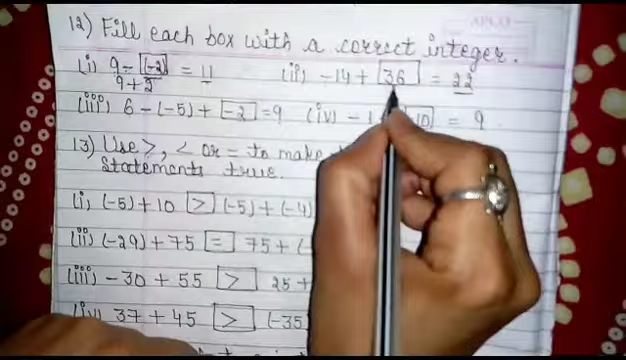 12) Fill each box with a correct integer.
(i) 9 - (-2) = 11 (ii) -14 + 36 = 22
9 + 2
(iii) 6 - (-5) + -2 = 9 (iv) -1 10 = 9
13) Use >, < or = to make
Statements true.
(i) (-5) + 10 > (-5) + (-4)
(ii) (-29) + 75 = 75 + (-
(iii) -30 + 55 > 25 +
(iv) 37 + 45 > (-35